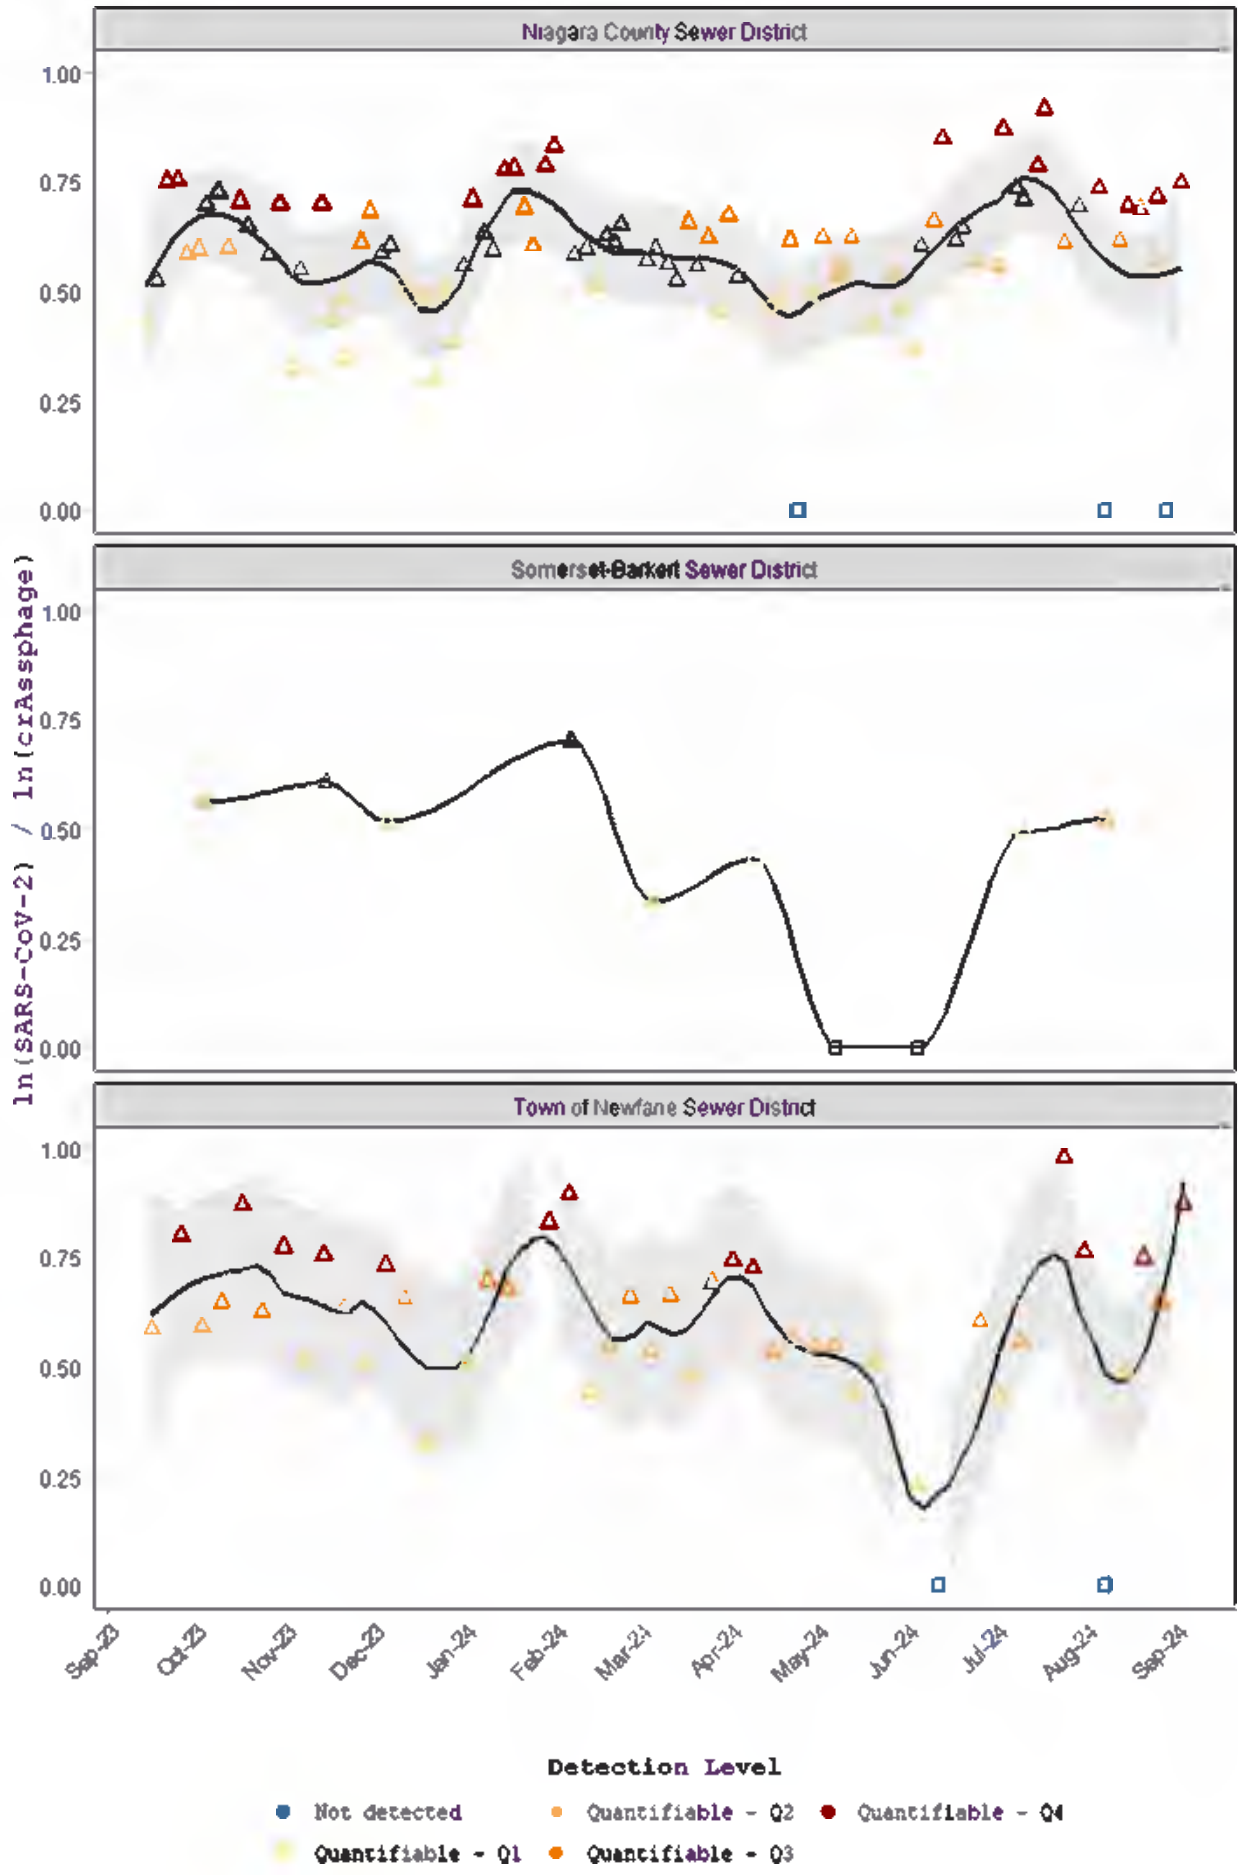 Niagara County Sewer District
1.00
0.75
0.50
0.25
0.00
Somerset-Barkert Sewer District
1.00
0.75
0.50
0.25
0.00
ln(SARS-CoV-2) / ln(crAssphage)
Town of Newfane Sewer District
1.00
0.75
0.50
0.25
0.00
Sep-23 Oct-23 Nov-23 Dec-23 Jan-24 Feb-24 Mar-24 Apr-24 May-24 Jun-24 Jul-24 Aug-24 Sep-24
Detection Level
Not detected Quantifiable - Q2 Quantifiable - Q4
Quantifiable - Q1 Quantifiable - Q3